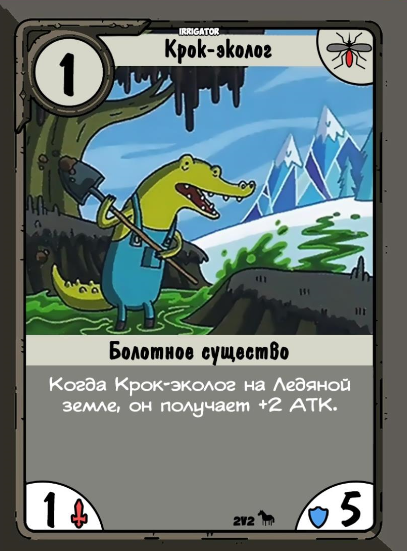 IRRIGATOR
1
Крок-эколог
Болотное существо
Когда Крок-эколог на Ледяной
земле, он получает +2 АТК.
1
2V2
5